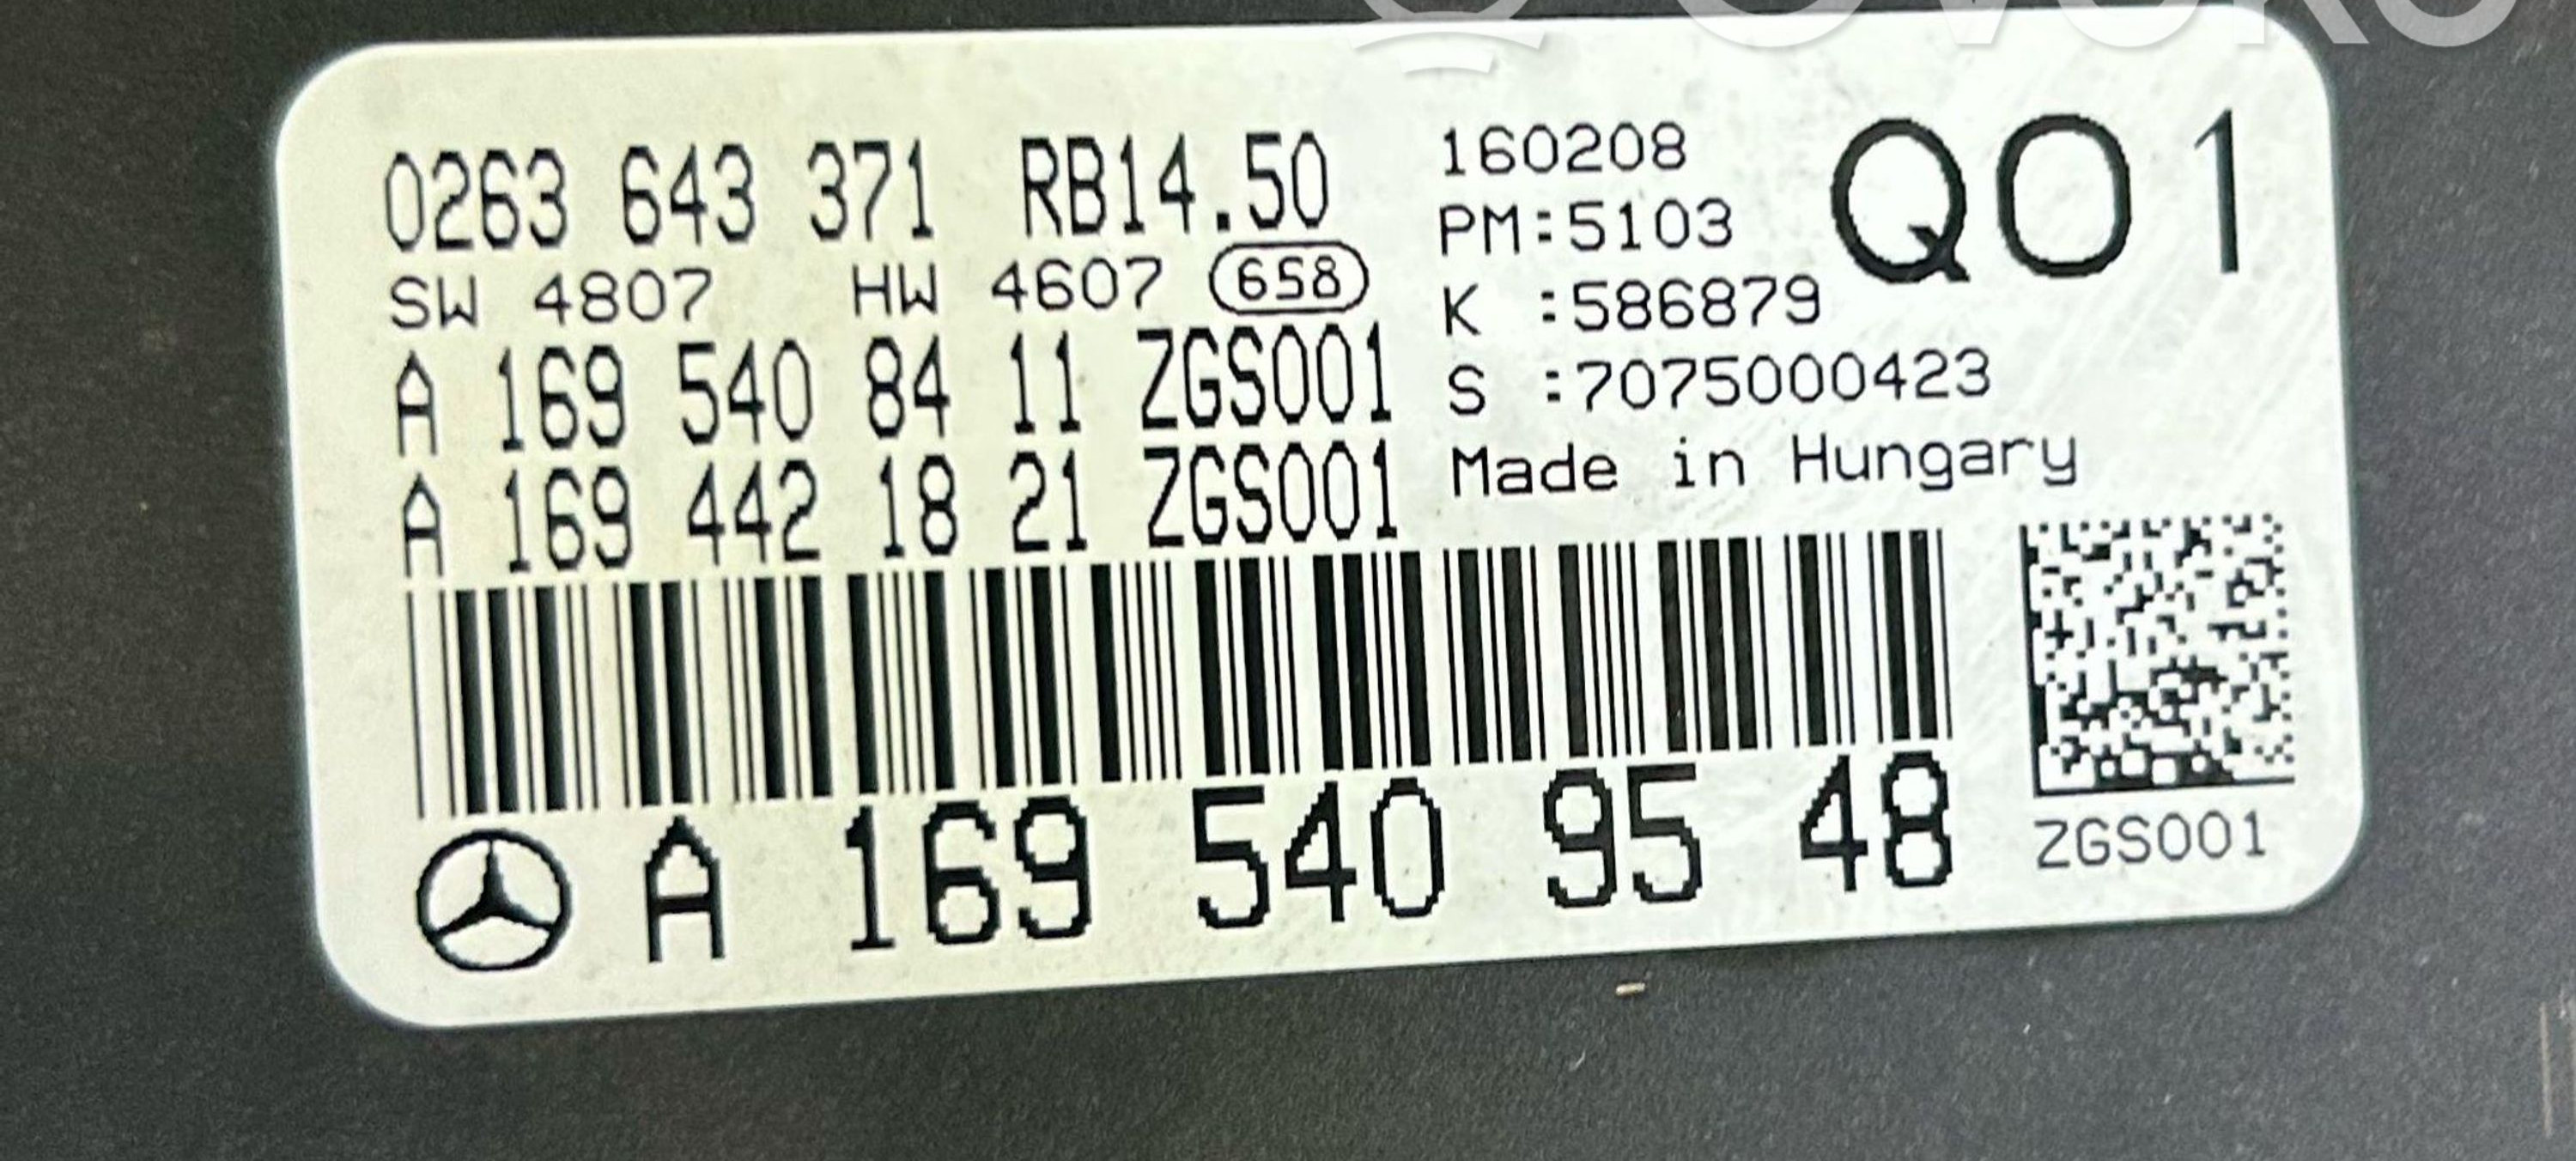 0263 643 371 RB14.50
SW 4807 HW 4607 658
A 169 540 84 11 ZGS001
A 169 442 18 21 ZGS001
160208
PM:5103
K :586879
S :7075000423
Made in Hungary
Q01
A 169 540 95 48
ZGS001